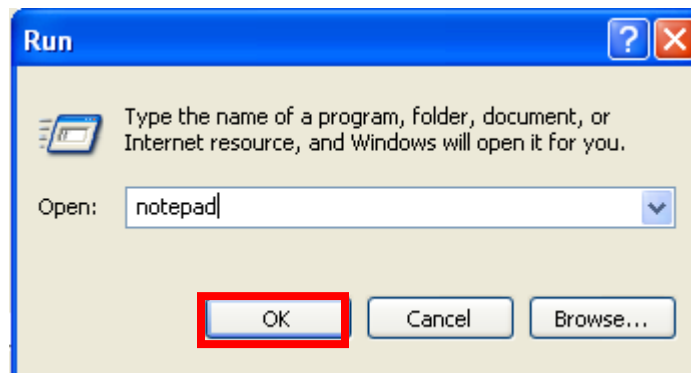 Run
Type the name of a program, folder, document, or
Internet resource, and Windows will open it for you.
Open: notepad
OK Cancel Browse...